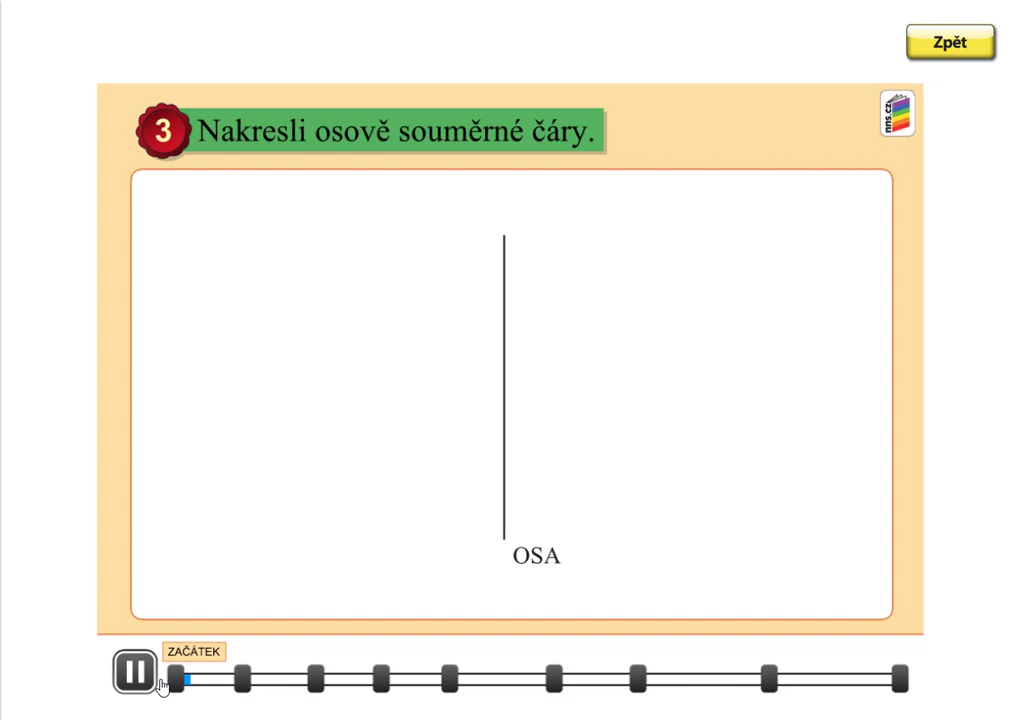 Zpět
3 Nakresli osově souměrné čáry.
nns.cz
OSA
ZAČÁTEK